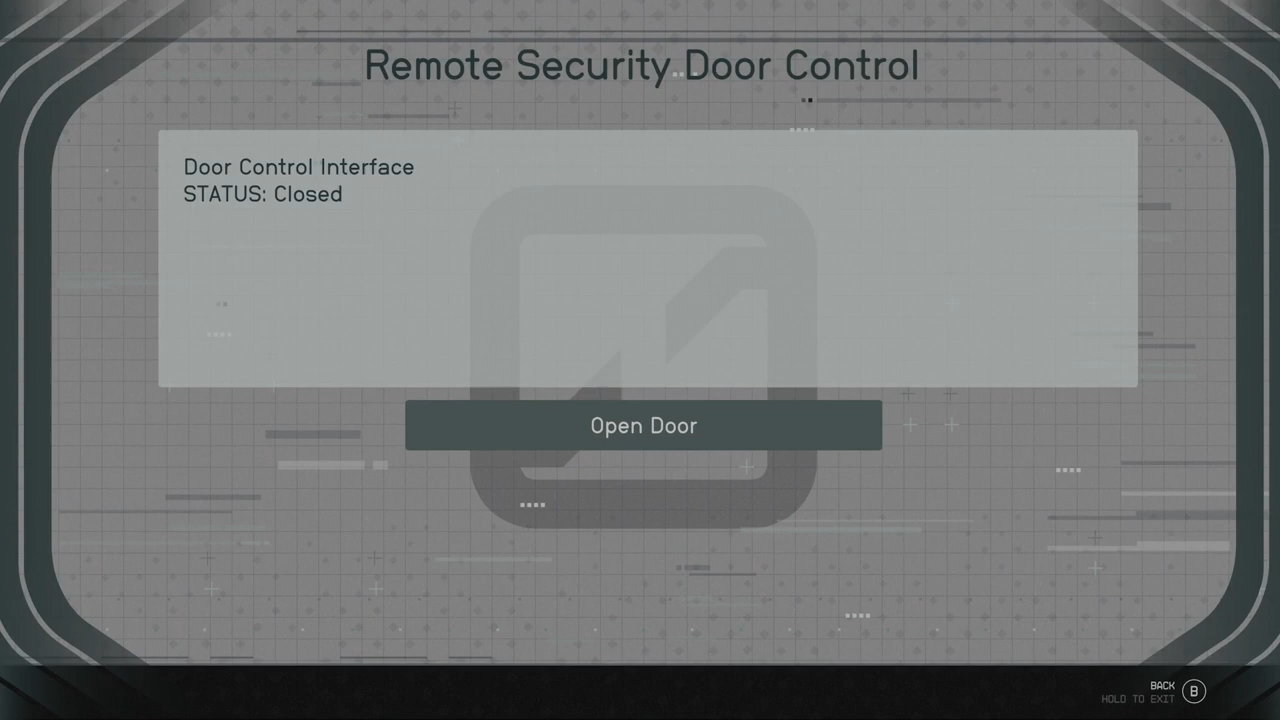 Remote Security Door Control
Door Control Interface
STATUS: Closed
Open Door
BACK
HOLD TO EXIT
B